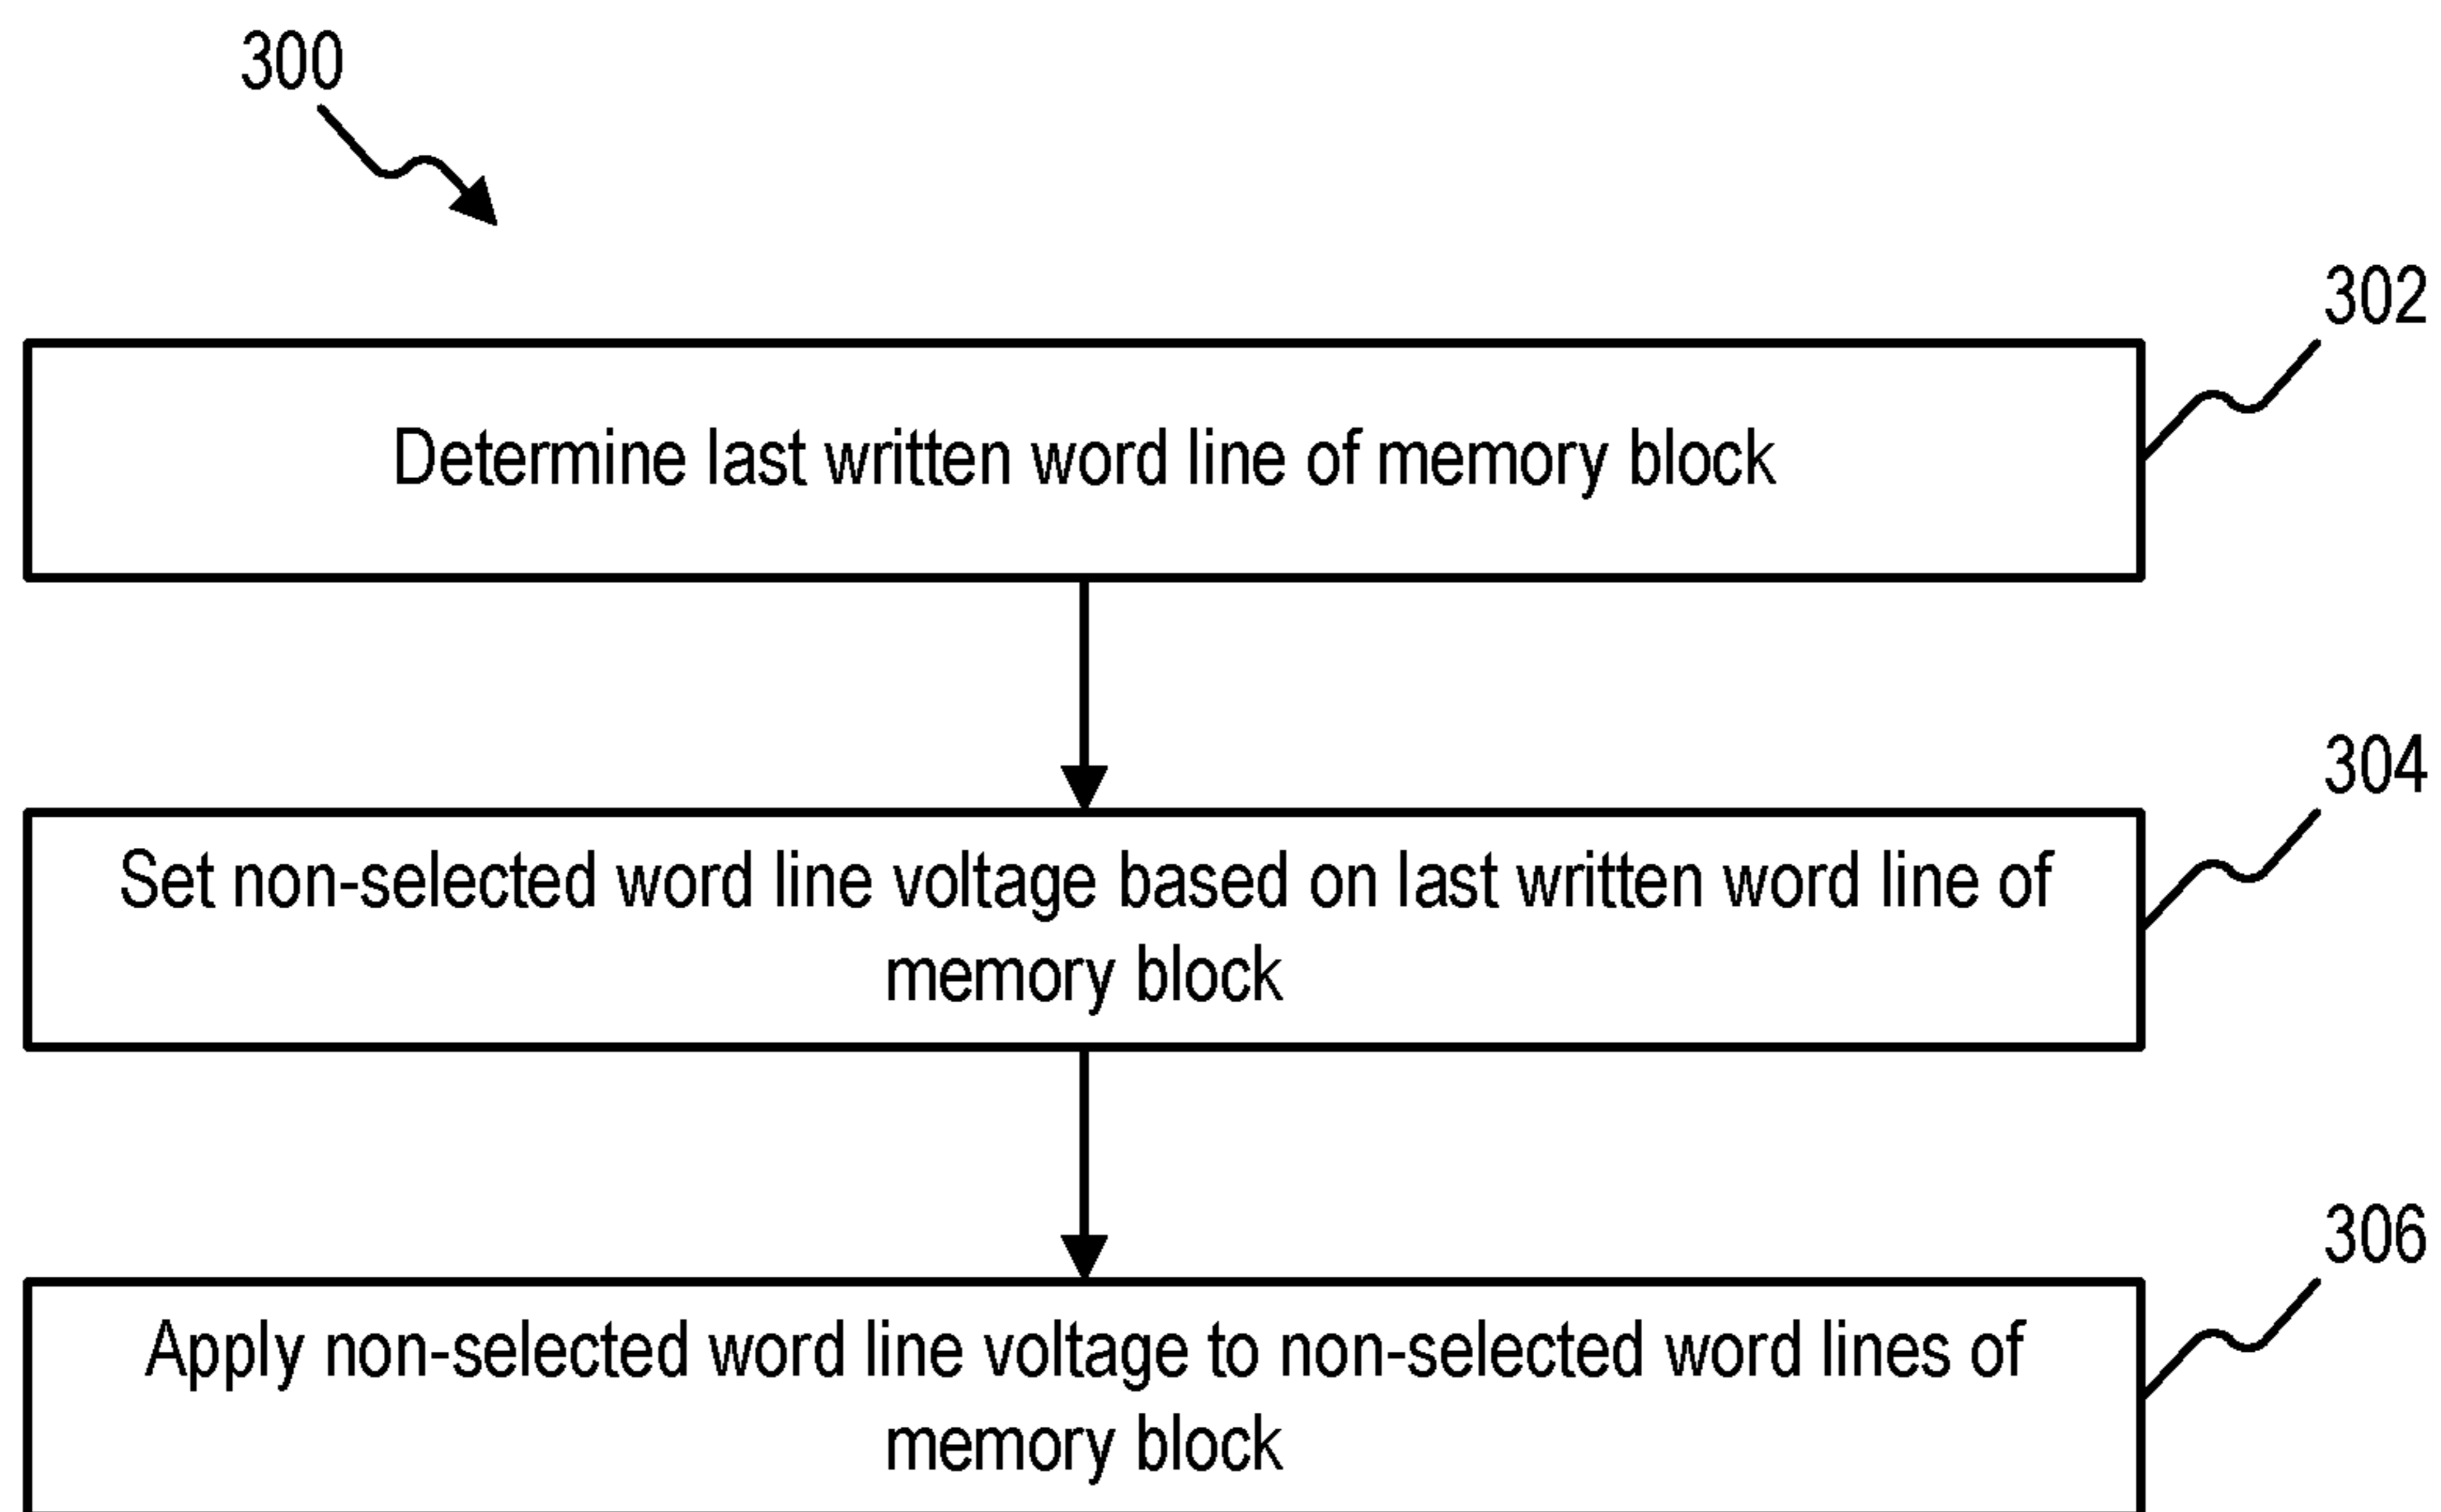 300
302
Determine last written word line of memory block
304
Set non-selected word line voltage based on last written word line of
memory block
306
Apply non-selected word line voltage to non-selected word lines of
memory block